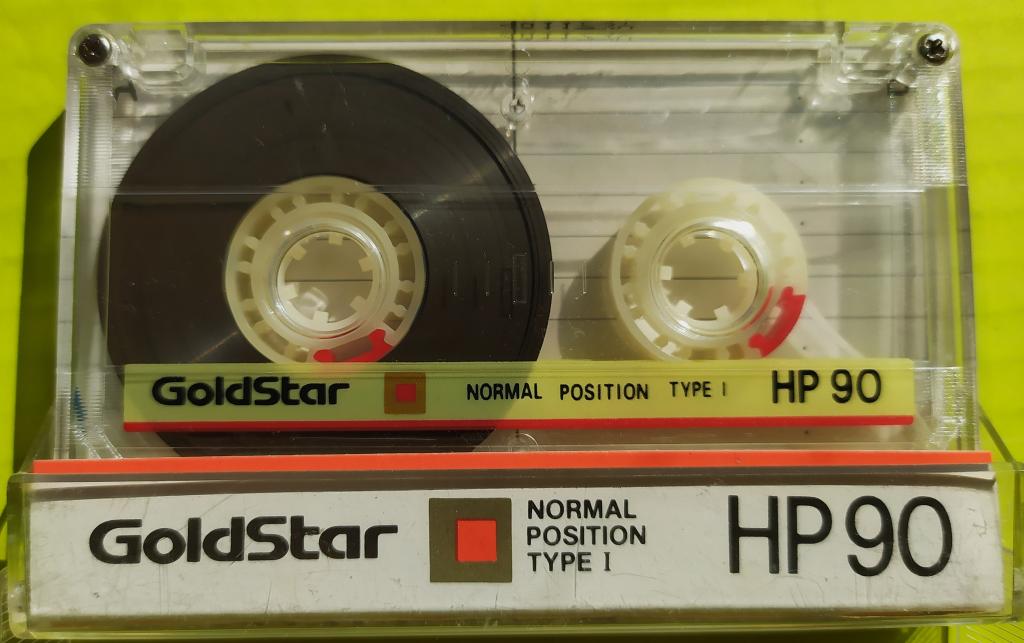 GoldStar NORMAL POSITION TYPE I HP 90
GoldStar
NORMAL
POSITION
TYPE I
HP 90